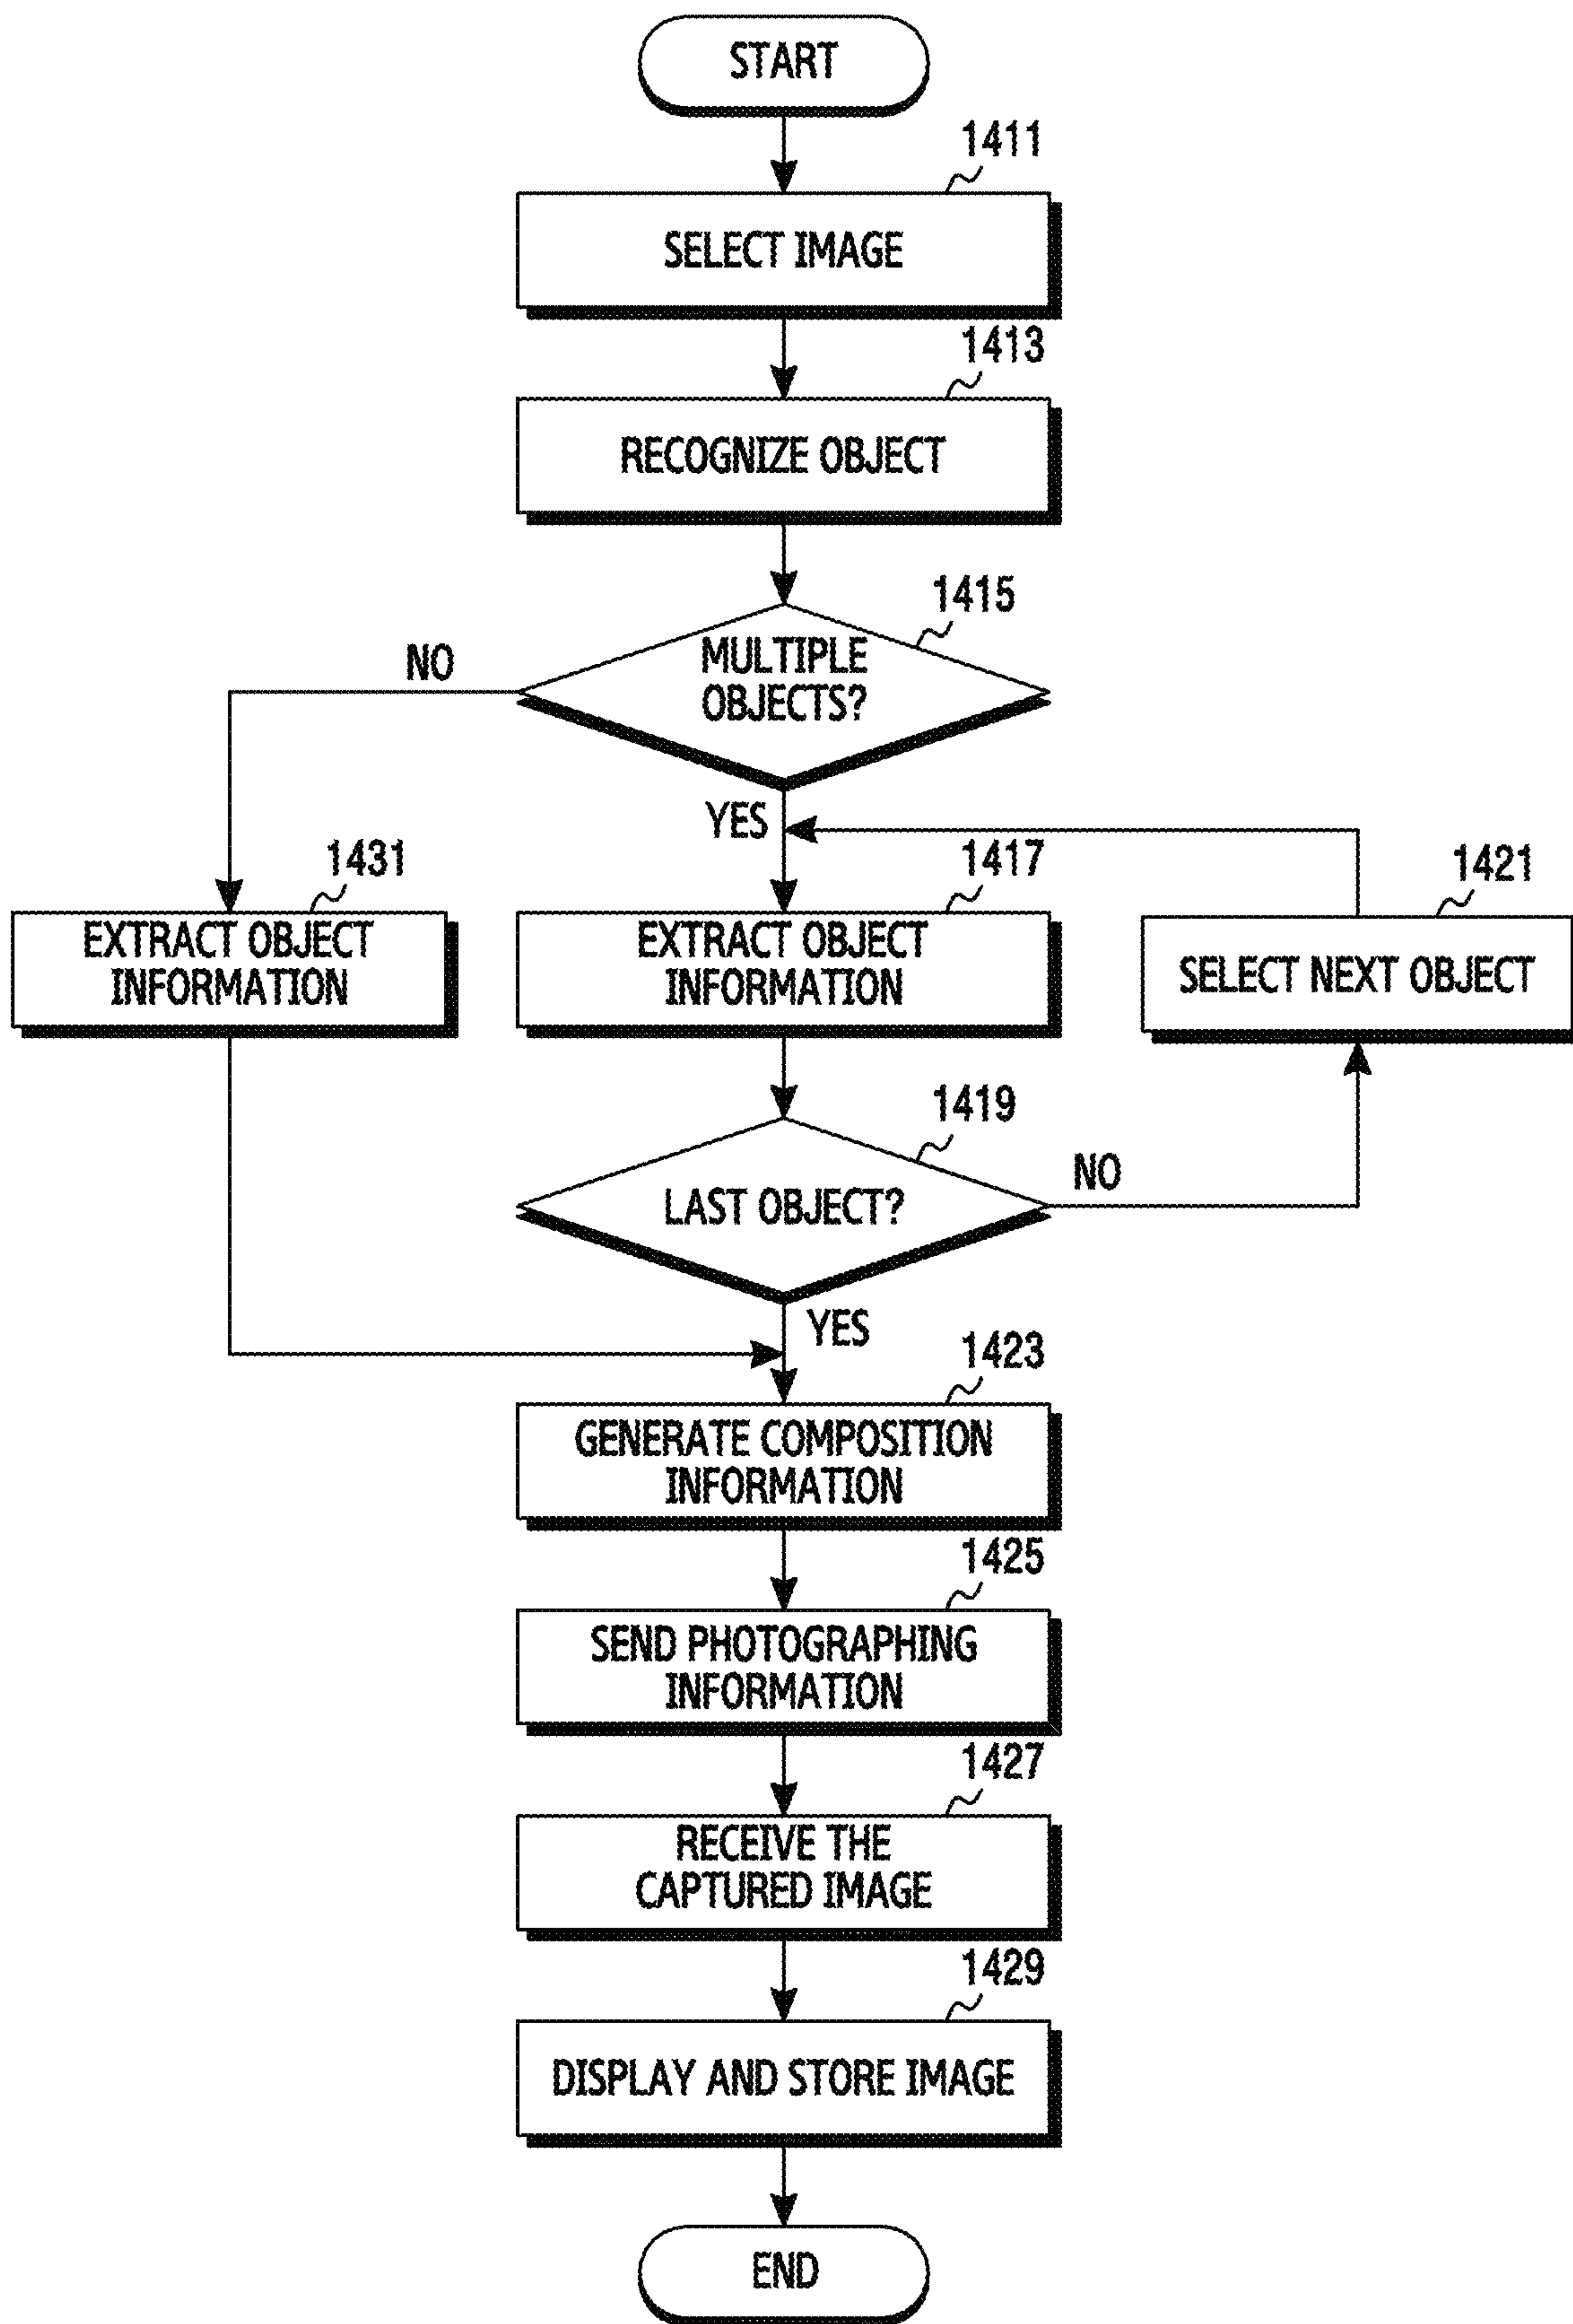 START
1411
SELECT IMAGE
1413
RECOGNIZE OBJECT
1415
NO
MULTIPLE
OBJECTS?
YES
1431
1417
1421
EXTRACT OBJECT
INFORMATION
EXTRACT OBJECT
INFORMATION
SELECT NEXT OBJECT
1419
LAST OBJECT?
NO
YES
1423
GENERATE COMPOSITION
INFORMATION
1425
SEND PHOTOGRAPHING
INFORMATION
1427
RECEIVE THE
CAPTURED IMAGE
1429
DISPLAY AND STORE IMAGE
END